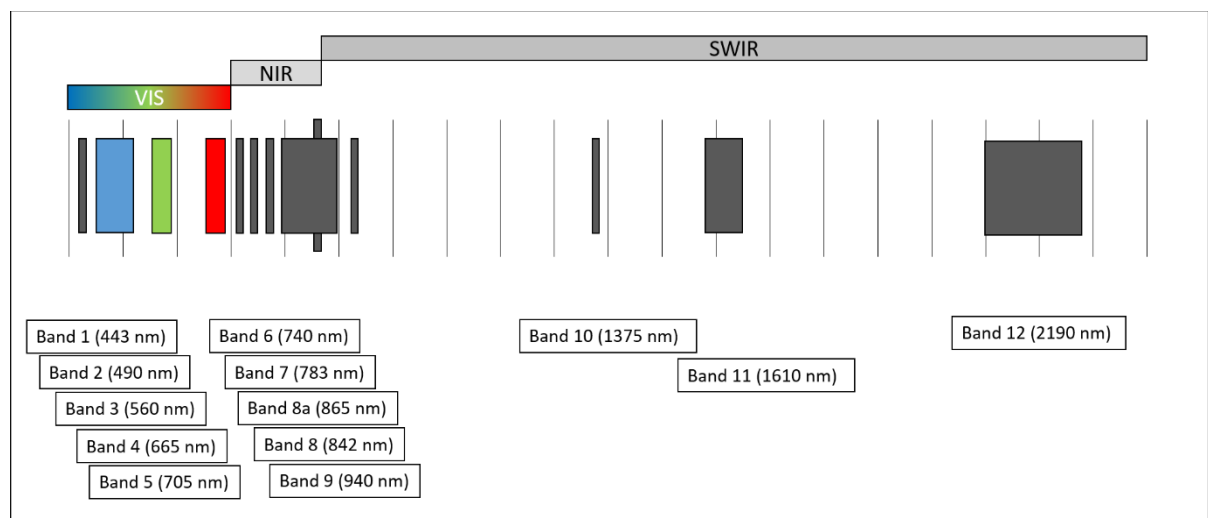 SWIR
NIR
VIS
Band 1 (443 nm)
Band 2 (490 nm)
Band 3 (560 nm)
Band 4 (665 nm)
Band 5 (705 nm)
Band 6 (740 nm)
Band 7 (783 nm)
Band 8a (865 nm)
Band 8 (842 nm)
Band 9 (940 nm)
Band 10 (1375 nm)
Band 11 (1610 nm)
Band 12 (2190 nm)